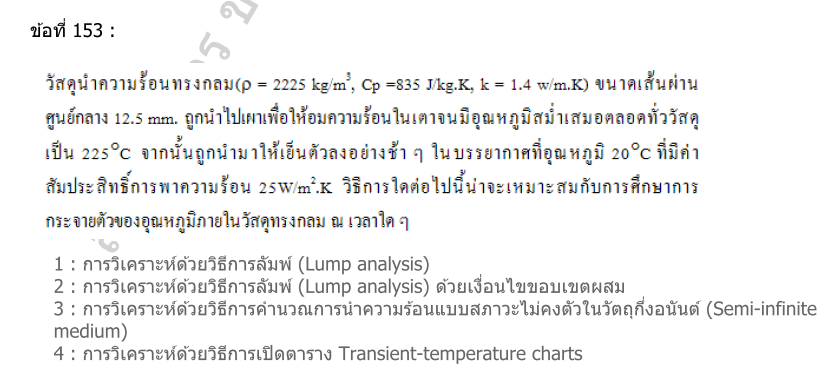 ข้อที่ 153 :
วัสดุนำความร้อนทรงกลม(ρ = 2225 kg/m³, Cp =835 J/kg.K, k = 1.4 w/m.K) ขนาดเส้นผ่าน
ศูนย์กลาง 12.5 mm. ถูกนำไปเผาเพื่อให้อมความร้อนในเตาจนมีอุณหภูมิสม่ำเสมอตลอดทั่ววัสดุ
เป็น 225°C จากนั้นถูกนำมาให้เย็นตัวลงอย่างช้า ๆ ในบรรยากาศที่อุณหภูมิ 20°C ที่มีค่า
สัมประสิทธิ์การพาความร้อน 25W/m².K วิธีการใดต่อไปนี้น่าจะเหมาะสมกับการศึกษาการ
กระจายตัวของอุณหภูมิภายในวัสดุทรงกลม ณ เวลาใด ๆ
1 : การวิเคราะห์ด้วยวิธีการลัมพ์ (Lump analysis)
2 : การวิเคราะห์ด้วยวิธีการลัมพ์ (Lump analysis) ด้วยเงื่อนไขขอบเขตผสม
3 : การวิเคราะห์ด้วยวิธีการคำนวณการนำความร้อนแบบสภาวะไม่คงตัวในวัตถุกึ่งอนันต์ (Semi-infinite
medium)
4 : การวิเคราะห์ด้วยวิธีการเปิดตาราง Transient-temperature charts